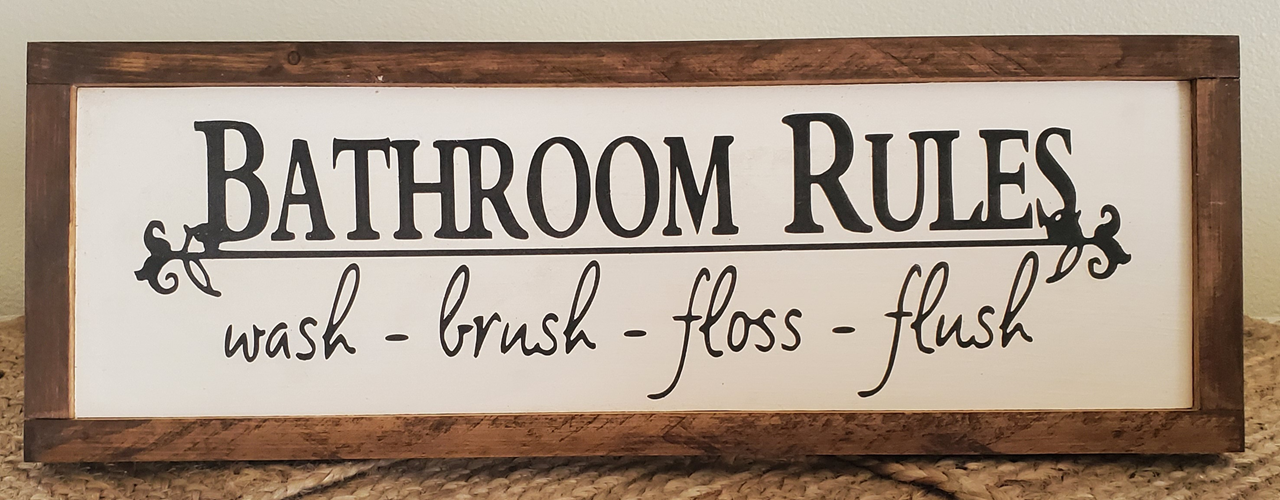 BATHROOM RULES
wash - brush - floss - flush